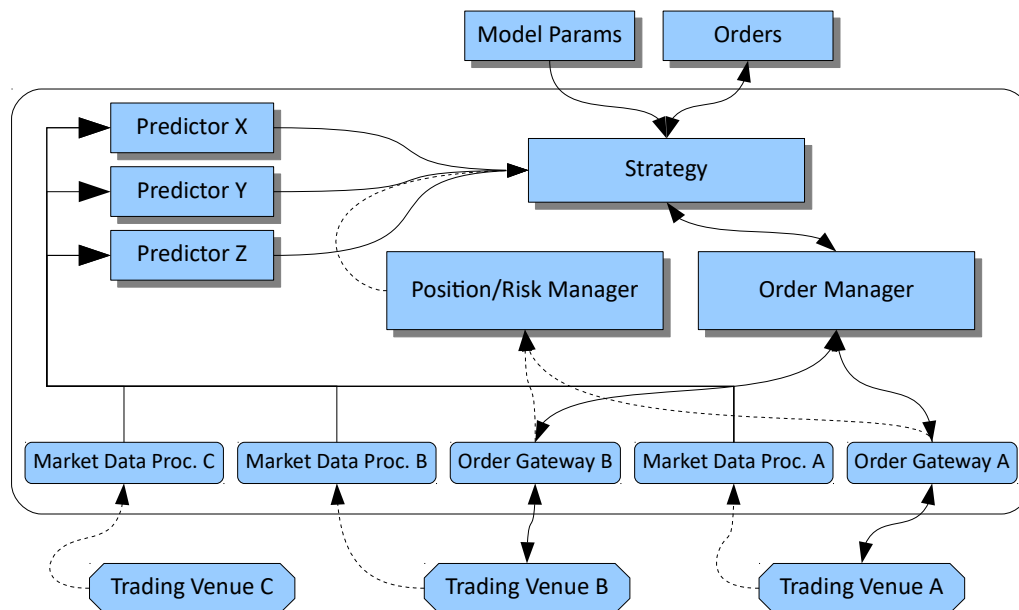 Model Params
Orders
Predictor X
Strategy
Predictor Y
Predictor Z
Position/Risk Manager
Order Manager
Market Data Proc. C
Market Data Proc. B
Order Gateway B
Market Data Proc. A
Order Gateway A
Trading Venue C
Trading Venue B
Trading Venue A